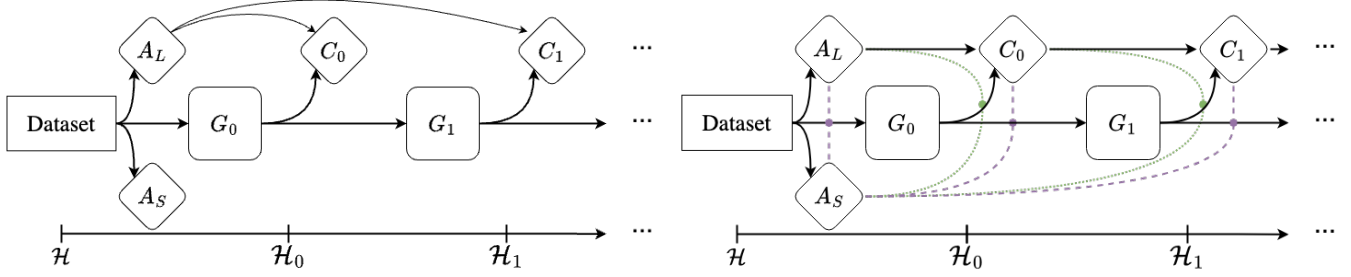 A_L C_0 C_1 ...
Dataset G_0 G_1 ...
A_S
ℋ ℋ_0 ℋ_1 ...
A_L C_0 C_1 ...
Dataset G_0 G_1 ...
A_S
ℋ ℋ_0 ℋ_1 ...